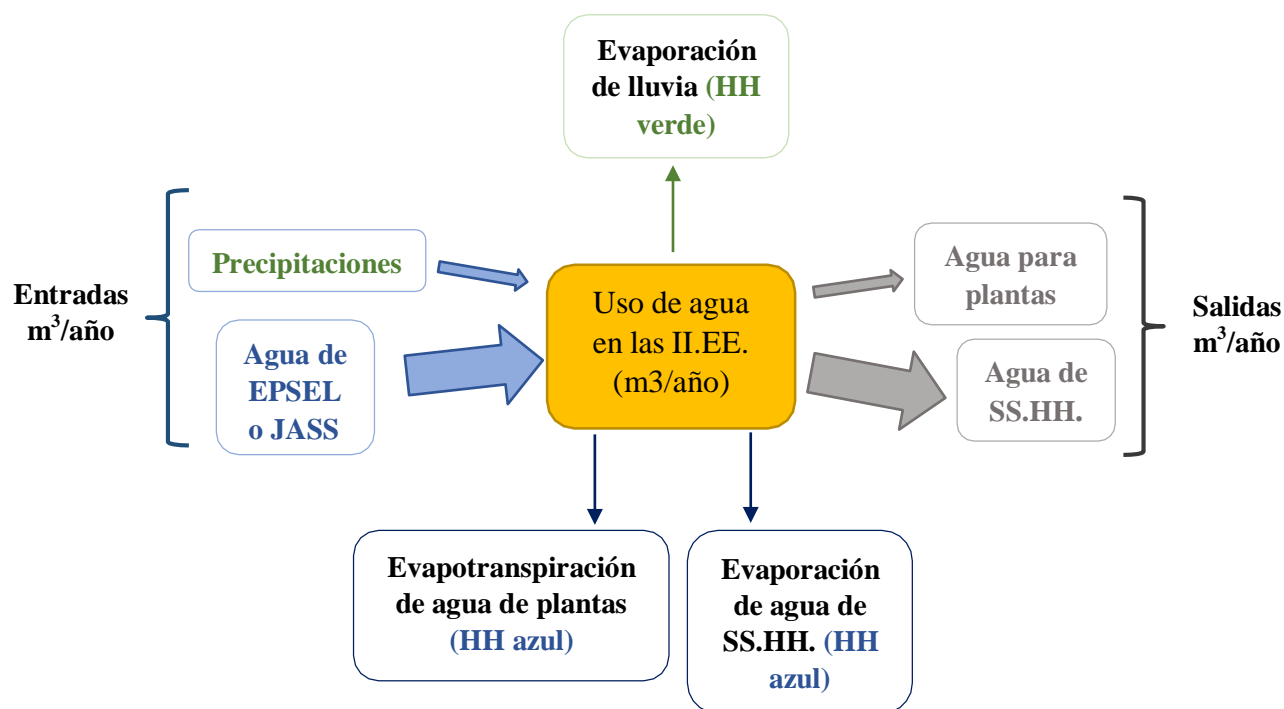 Evaporación
de lluvia (HH
verde)
Entradas
m³/año
Precipitaciones
Agua de
EPSEL
o JASS
Uso de agua
en las II.EE.
(m3/año)
Agua para
plantas
Agua de
SS.HH.
Salidas
m³/año
Evapotranspiración
de agua de plantas
(HH azul)
Evaporación
de agua de
SS.HH. (HH
azul)